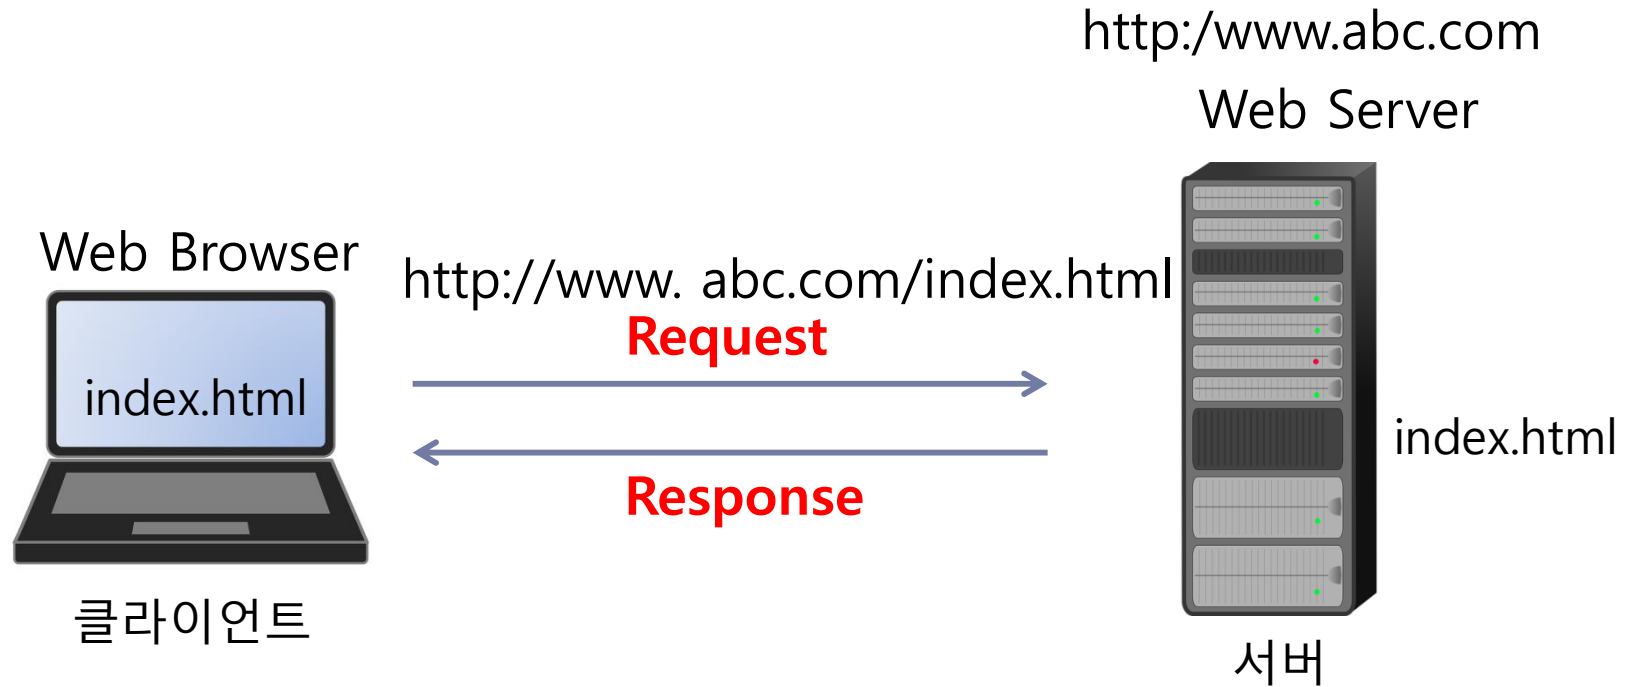 http:/www.abc.com
Web Server
Web Browser
http://www. abc.com/index.html
Request
index.html
index.html
Response
클라이언트
서버